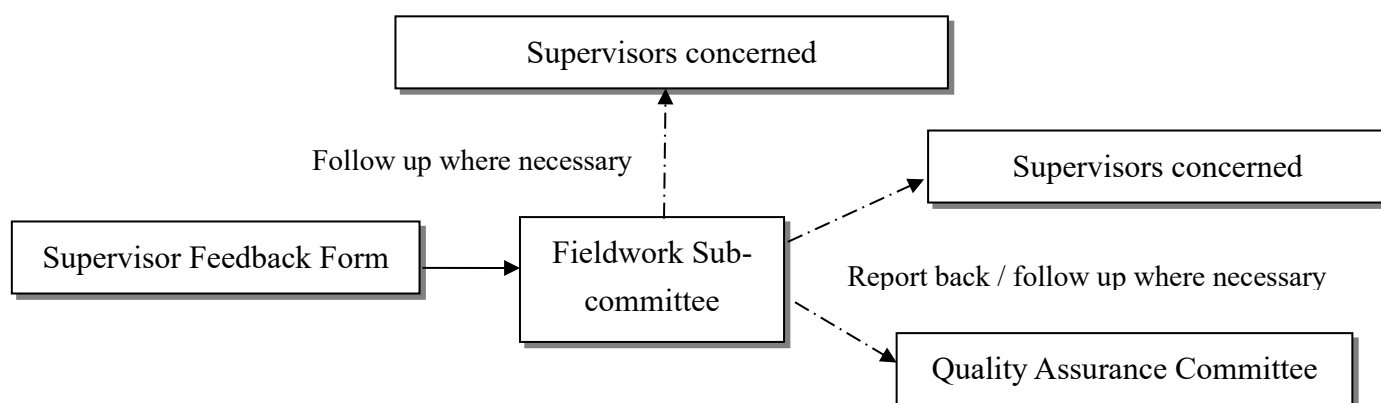 Supervisors concerned
Follow up where necessary
Supervisors concerned
Supervisor Feedback Form
Fieldwork Sub-
committee
Report back / follow up where necessary
Quality Assurance Committee